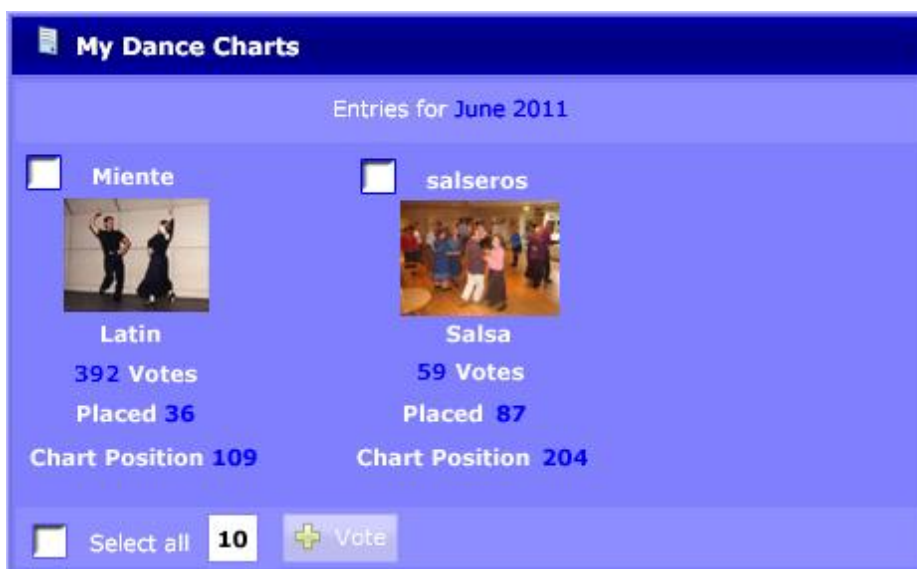 My Dance Charts
Entries for June 2011
Miente
Latin
392 Votes
Placed 36
Chart Position 109
salseros
Salsa
59 Votes
Placed 87
Chart Position 204
Select all 10 Vote